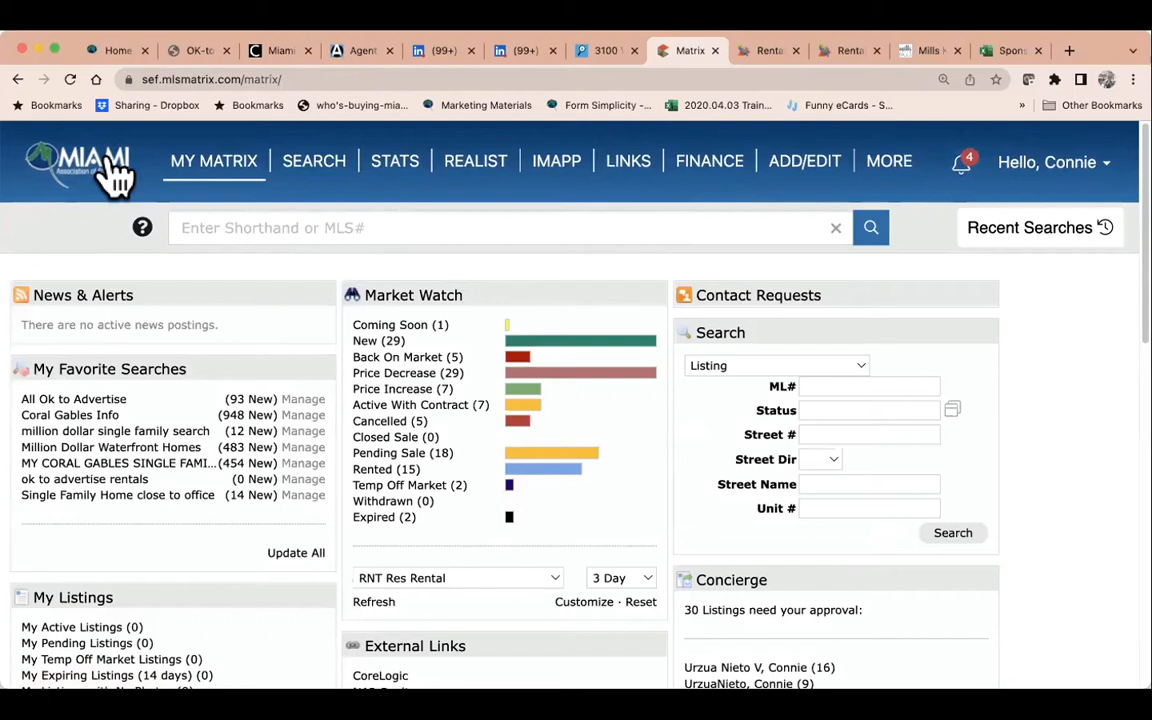 Home
OK-to
Miami
Agent
(99+)
(99+)
3100
Matrix
Renta
Renta
Mills
Spons
sef.mlsmatrix.com/matrix/
Bookmarks
Sharing - Dropbox
Bookmarks
who's-buying-mia...
Marketing Materials
Form Simplicity -...
2020.04.03 Train...
Funny eCards - S...
»
Other Bookmarks
MIAMI
Association of
MY MATRIX
SEARCH
STATS
REALIST
IMAPP
LINKS
FINANCE
ADD/EDIT
MORE
4
Hello, Connie
?
Enter Shorthand or MLS#
Recent Searches
News & Alerts
There are no active news postings.
My Favorite Searches
All Ok to Advertise (93 New) Manage
Coral Gables Info (948 New) Manage
million dollar single family search (12 New) Manage
Million Dollar Waterfront Homes (483 New) Manage
MY CORAL GABLES SINGLE FAMI... (454 New) Manage
ok to advertise rentals (0 New) Manage
Single Family Home close to office (14 New) Manage
Update All
My Listings
My Active Listings (0)
My Pending Listings (0)
My Temp Off Market Listings (0)
My Expiring Listings (14 days) (0)
Market Watch
Coming Soon (1)
New (29)
Back On Market (5)
Price Decrease (29)
Price Increase (7)
Active With Contract (7)
Cancelled (5)
Closed Sale (0)
Pending Sale (18)
Rented (15)
Temp Off Market (2)
Withdrawn (0)
Expired (2)
RNT Res Rental
3 Day
Refresh
Customize · Reset
External Links
CoreLogic
Contact Requests
Search
Listing
ML#
Status
Street #
Street Dir
Street Name
Unit #
Search
Concierge
30 Listings need your approval:
Urzua Nieto V, Connie (16)
UrzuaNieto, Connie (9)